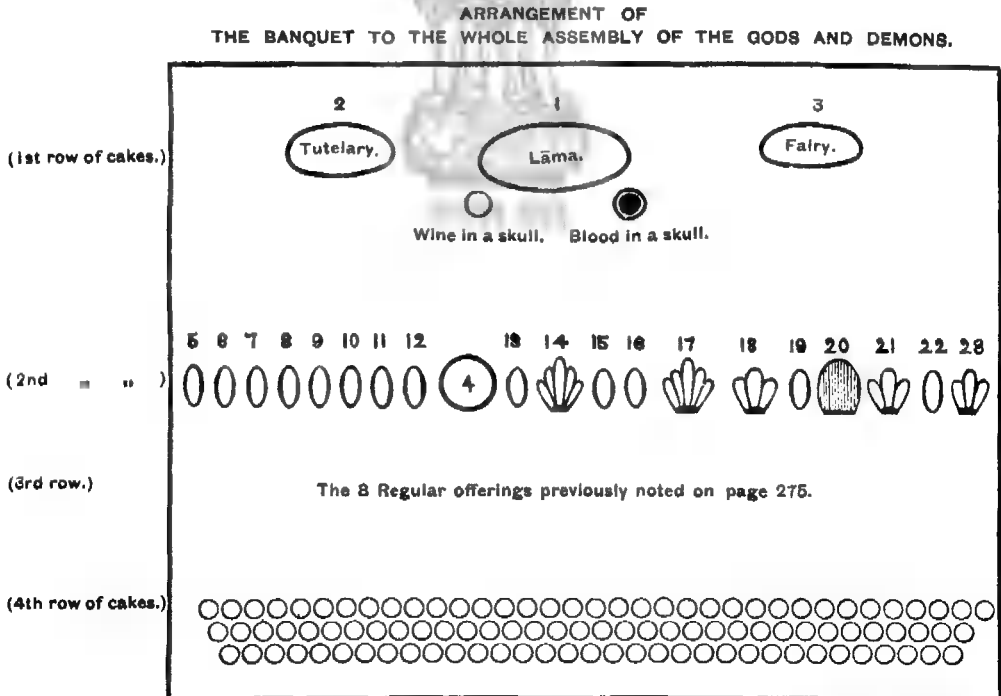 ARRANGEMENT OF
THE BANQUET TO THE WHOLE ASSEMBLY OF THE GODS AND DEMONS.
2 1 3
(1st row of cakes.) Tutelary. Lāma. Fairy.
Wine in a skull. Blood in a skull.
5 6 7 8 9 10 11 12 13 14 15 16 17 18 19 20 21 22 23
(2nd " " ) 4
(3rd row.) The 8 Regular offerings previously noted on page 275.
(4th row of cakes.)